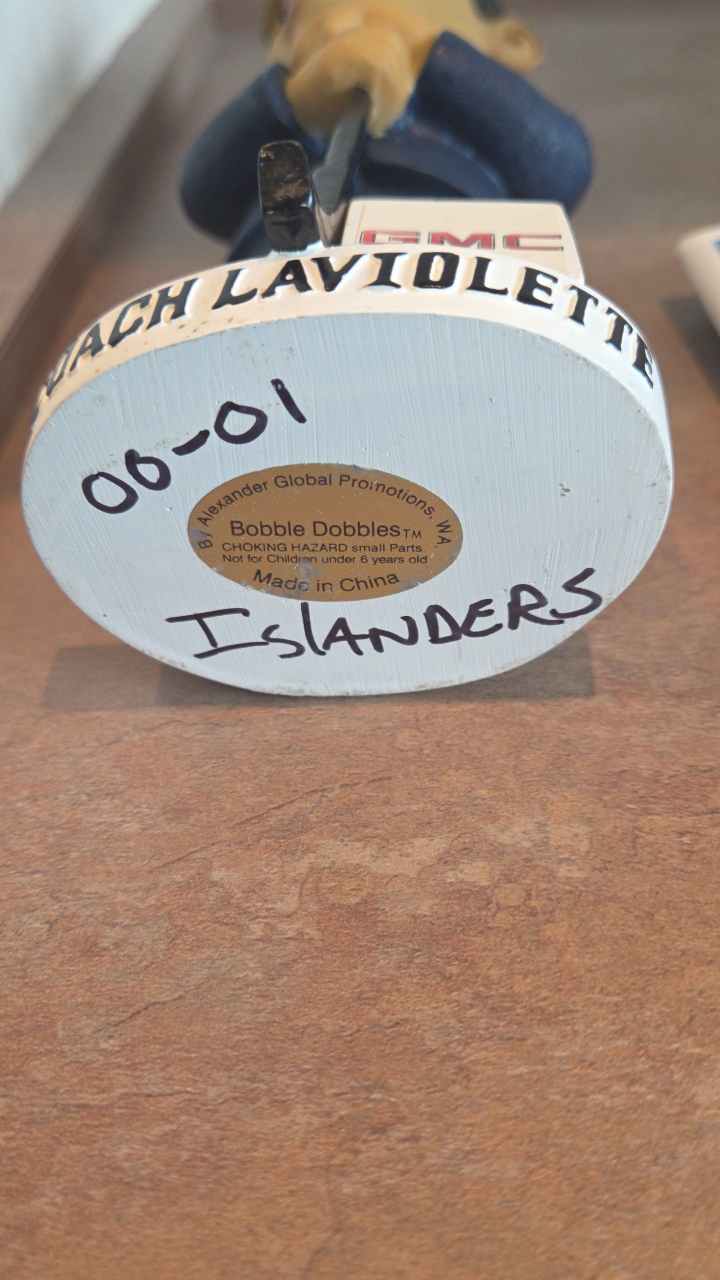 GMC
COACH LAVIOLETTE
00-01
By Alexander Global Promotions, WA.
Bobble Dobbles™
CHOKING HAZARD small Parts
Not for Children under 6 years old
Made in China
ISLANDERS